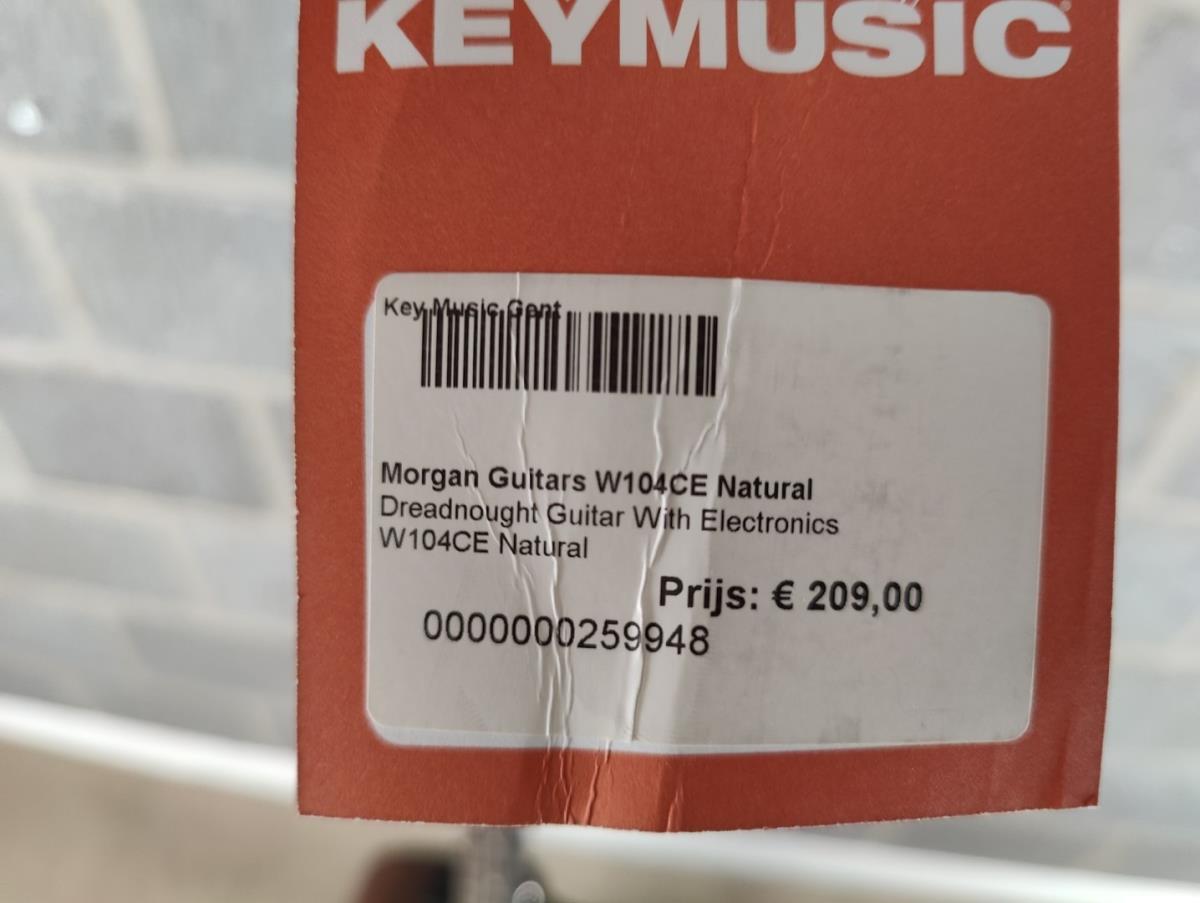 KEYMUSIC
Key Music Gent
Morgan Guitars W104CE Natural
Dreadnought Guitar With Electronics
W104CE Natural
Prijs: € 209,00
0000000259948